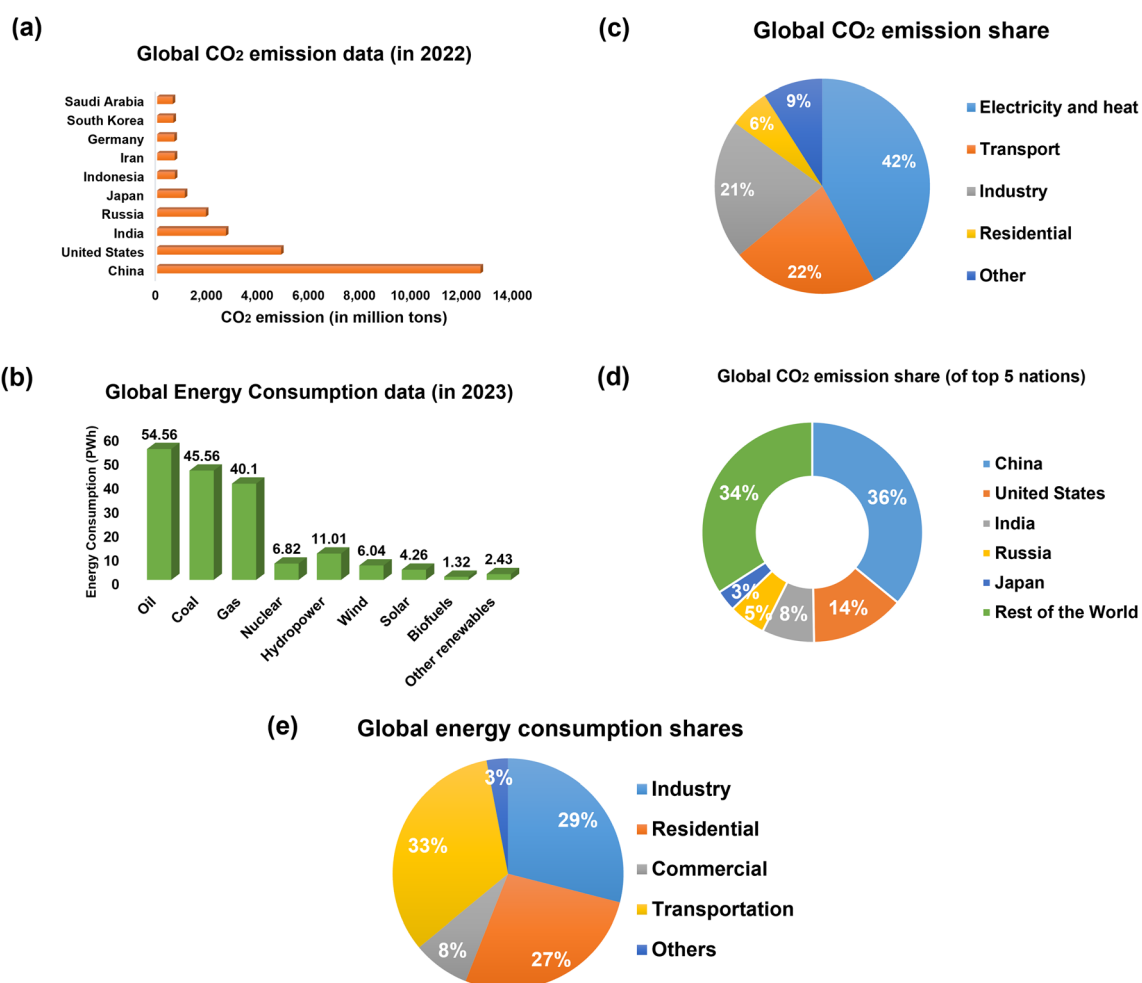 (a)
Global CO2 emission data (in 2022)
Saudi Arabia
South Korea
Germany
Iran
Indonesia
Japan
Russia
India
United States
China
0 2,000 4,000 6,000 8,000 10,000 12,000 14,000
CO2 emission (in million tons)
(c)
Global CO2 emission share
9%
6%
42%
21%
22%
Electricity and heat
Transport
Industry
Residential
Other
(b)
Global Energy Consumption data (in 2023)
Energy Consumption (PWh)
60
50
40
30
20
10
0
54.56
45.56
40.1
6.82
11.01
6.04
4.26
1.32
2.43
Oil
Coal
Gas
Nuclear
Hydropower
Wind
Solar
Biofuels
Other renewables
(d)
Global CO2 emission share (of top 5 nations)
34%
36%
3%
5%
8%
14%
China
United States
India
Russia
Japan
Rest of the World
(e)
Global energy consumption shares
3%
29%
33%
8%
27%
Industry
Residential
Commercial
Transportation
Others